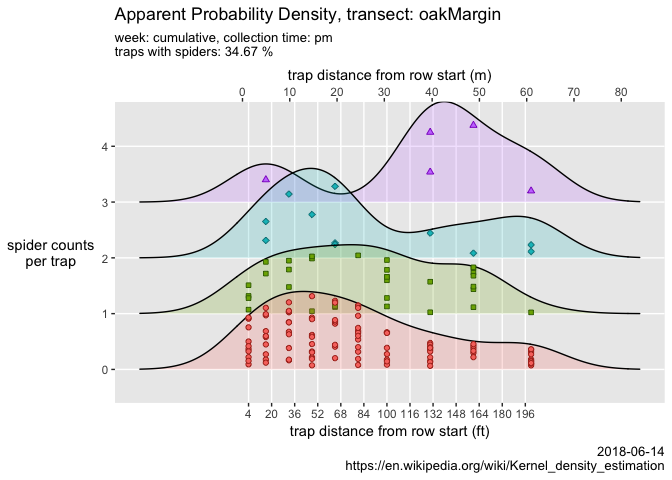 Apparent Probability Density, transect: oakMargin
week: cumulative, collection time: pm
traps with spiders: 34.67 %
trap distance from row start (m)
0 10 20 30 40 50 60 70 80
4
3
spider counts
per trap
2
1
0
4 20 36 52 68 84 100 116 132 148 164 180 196
trap distance from row start (ft)
2018-06-14
https://en.wikipedia.org/wiki/Kernel_density_estimation